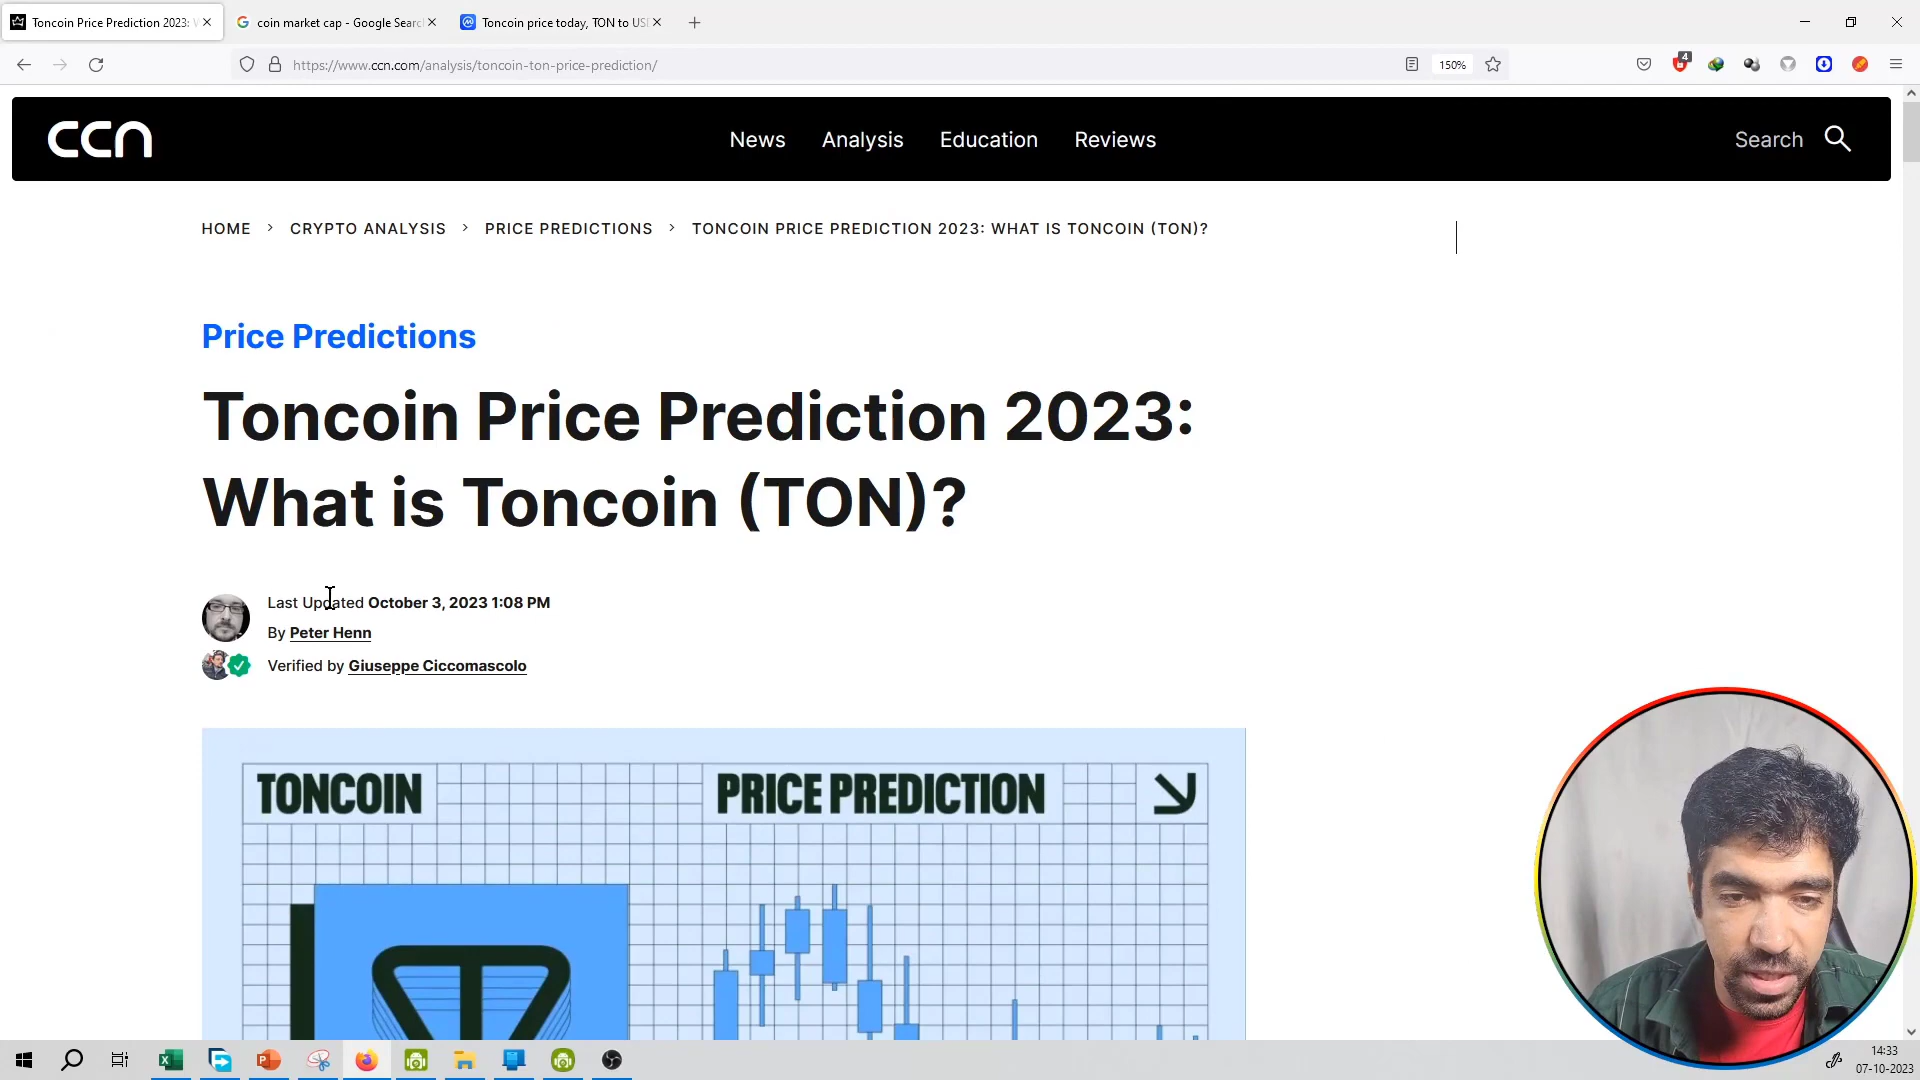 Toncoin Price Prediction 2023: W
coin market cap - Google Searc
Toncoin price today, TON to US
https://www.ccn.com/analysis/toncoin-ton-price-prediction/
150%
4
ccn
News
Analysis
Education
Reviews
Search
HOME > CRYPTO ANALYSIS > PRICE PREDICTIONS > TONCOIN PRICE PREDICTION 2023: WHAT IS TONCOIN (TON)?
Price Predictions
Toncoin Price Prediction 2023:
What is Toncoin (TON)?
Last Updated October 3, 2023 1:08 PM
By Peter Henn
Verified by Giuseppe Ciccomascolo
TONCOIN
PRICE PREDICTION
14:33
07-10-2023